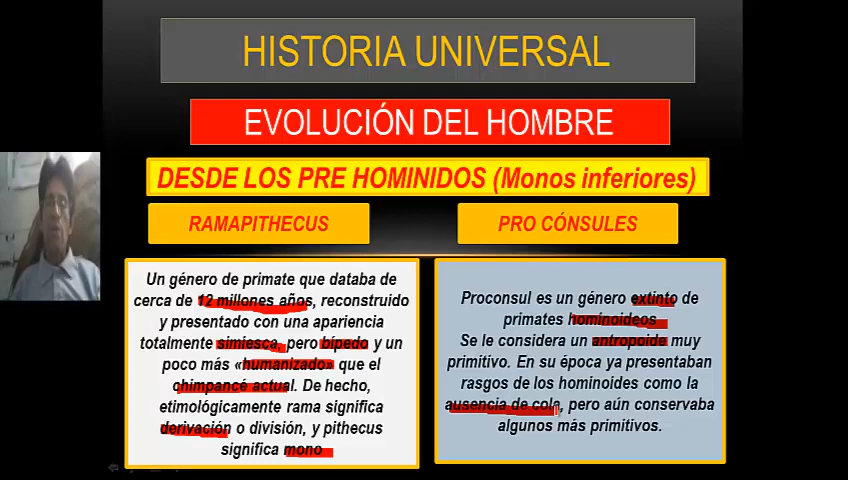 HISTORIA UNIVERSAL
EVOLUCIÓN DEL HOMBRE
DESDE LOS PRE HOMINIDOS (Monos inferiores)
RAMAPITHECUS
PRO CÓNSULES
Un género de primate que databa de
cerca de 12 millones años, reconstruido
y presentado con una apariencia
totalmente simiesca, pero bípedo y un
poco más «humanizado» que el
chimpancé actual. De hecho,
etimológicamente rama significa
derivación o división, y pithecus
significa mono
Proconsul es un género extinto de
primates hominoideos
Se le considera un antropoide muy
primitivo. En su época ya presentaban
rasgos de los hominoides como la
ausencia de cola, pero aún conservaba
algunos más primitivos.